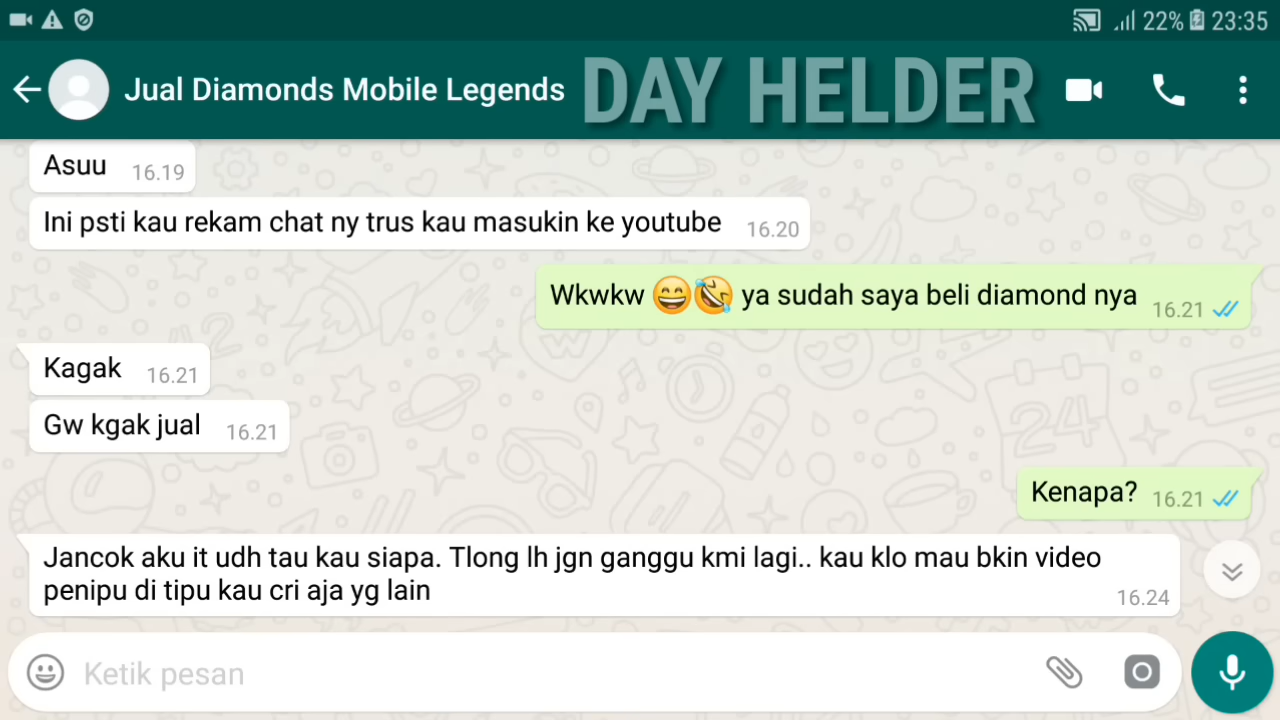 22% 23:35
Jual Diamonds Mobile Legends DAY HELDER
Asuu 16.19
Ini psti kau rekam chat ny trus kau masukin ke youtube 16.20
Wkwkw 😄🤣 ya sudah saya beli diamond nya 16.21
Kagak 16.21
Gw kgak jual 16.21
Kenapa? 16.21
Jancok aku it udh tau kau siapa. Tlong lh jgn ganggu kmi lagi.. kau klo mau bkin video
penipu di tipu kau cri aja yg lain 16.24
Ketik pesan